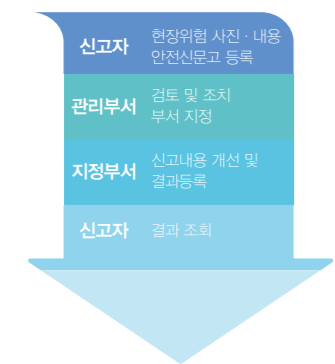 신고자
현장위험 사진 · 내용
안전신문고 등록
관리부서
검토 및 조치
부서 지정
지정부서
신고내용 개선 및
결과등록
신고자
결과 조회